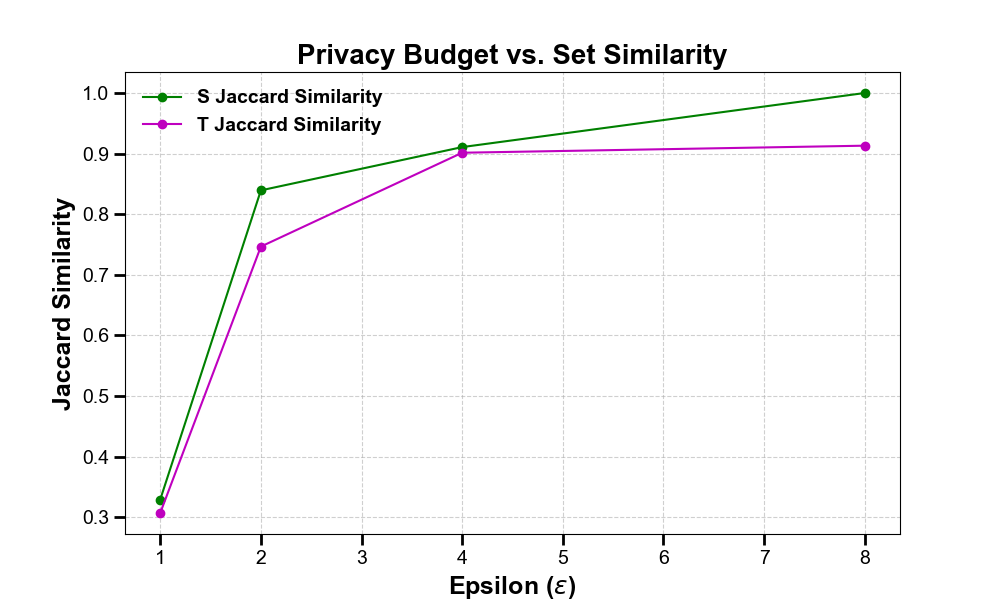 Privacy Budget vs. Set Similarity
S Jaccard Similarity
T Jaccard Similarity
Jaccard Similarity
1.0
0.9
0.8
0.7
0.6
0.5
0.4
0.3
1 2 3 4 5 6 7 8
Epsilon (ε)